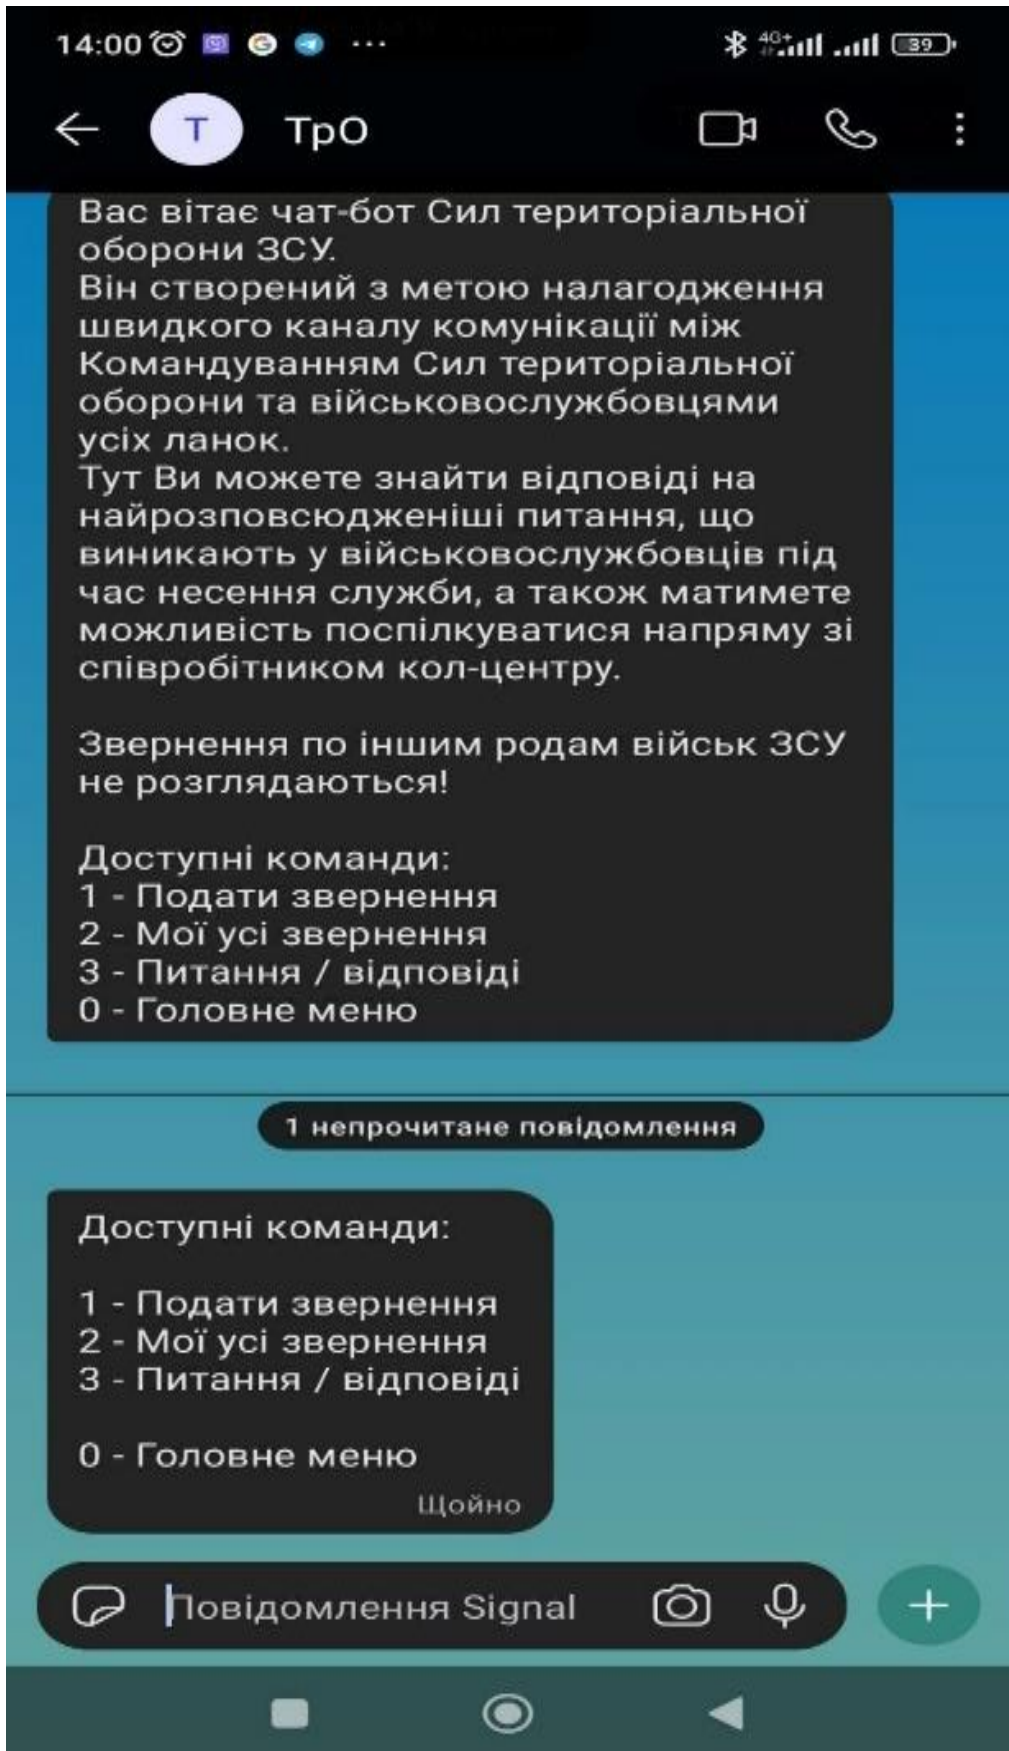 14:00
4G+
39
T
ТрО
Вас вітає чат-бот Сил територіальної
оборони ЗСУ.
Він створений з метою налагодження
швидкого каналу комунікації між
Командуванням Сил територіальної
оборони та військовослужбовцями
усіх ланок.
Тут Ви можете знайти відповіді на
найрозповсюдженіші питання, що
виникають у військовослужбовців під
час несення служби, а також матимете
можливість поспілкуватися напряму зі
співробітником кол-центру.
Звернення по іншим родам військ ЗСУ
не розглядаються!
Доступні команди:
1 - Подати звернення
2 - Мої усі звернення
3 - Питання / відповіді
0 - Головне меню
1 непрочитане повідомлення
Доступні команди:
1 - Подати звернення
2 - Мої усі звернення
3 - Питання / відповіді
0 - Головне меню
Щойно
Повідомлення Signal